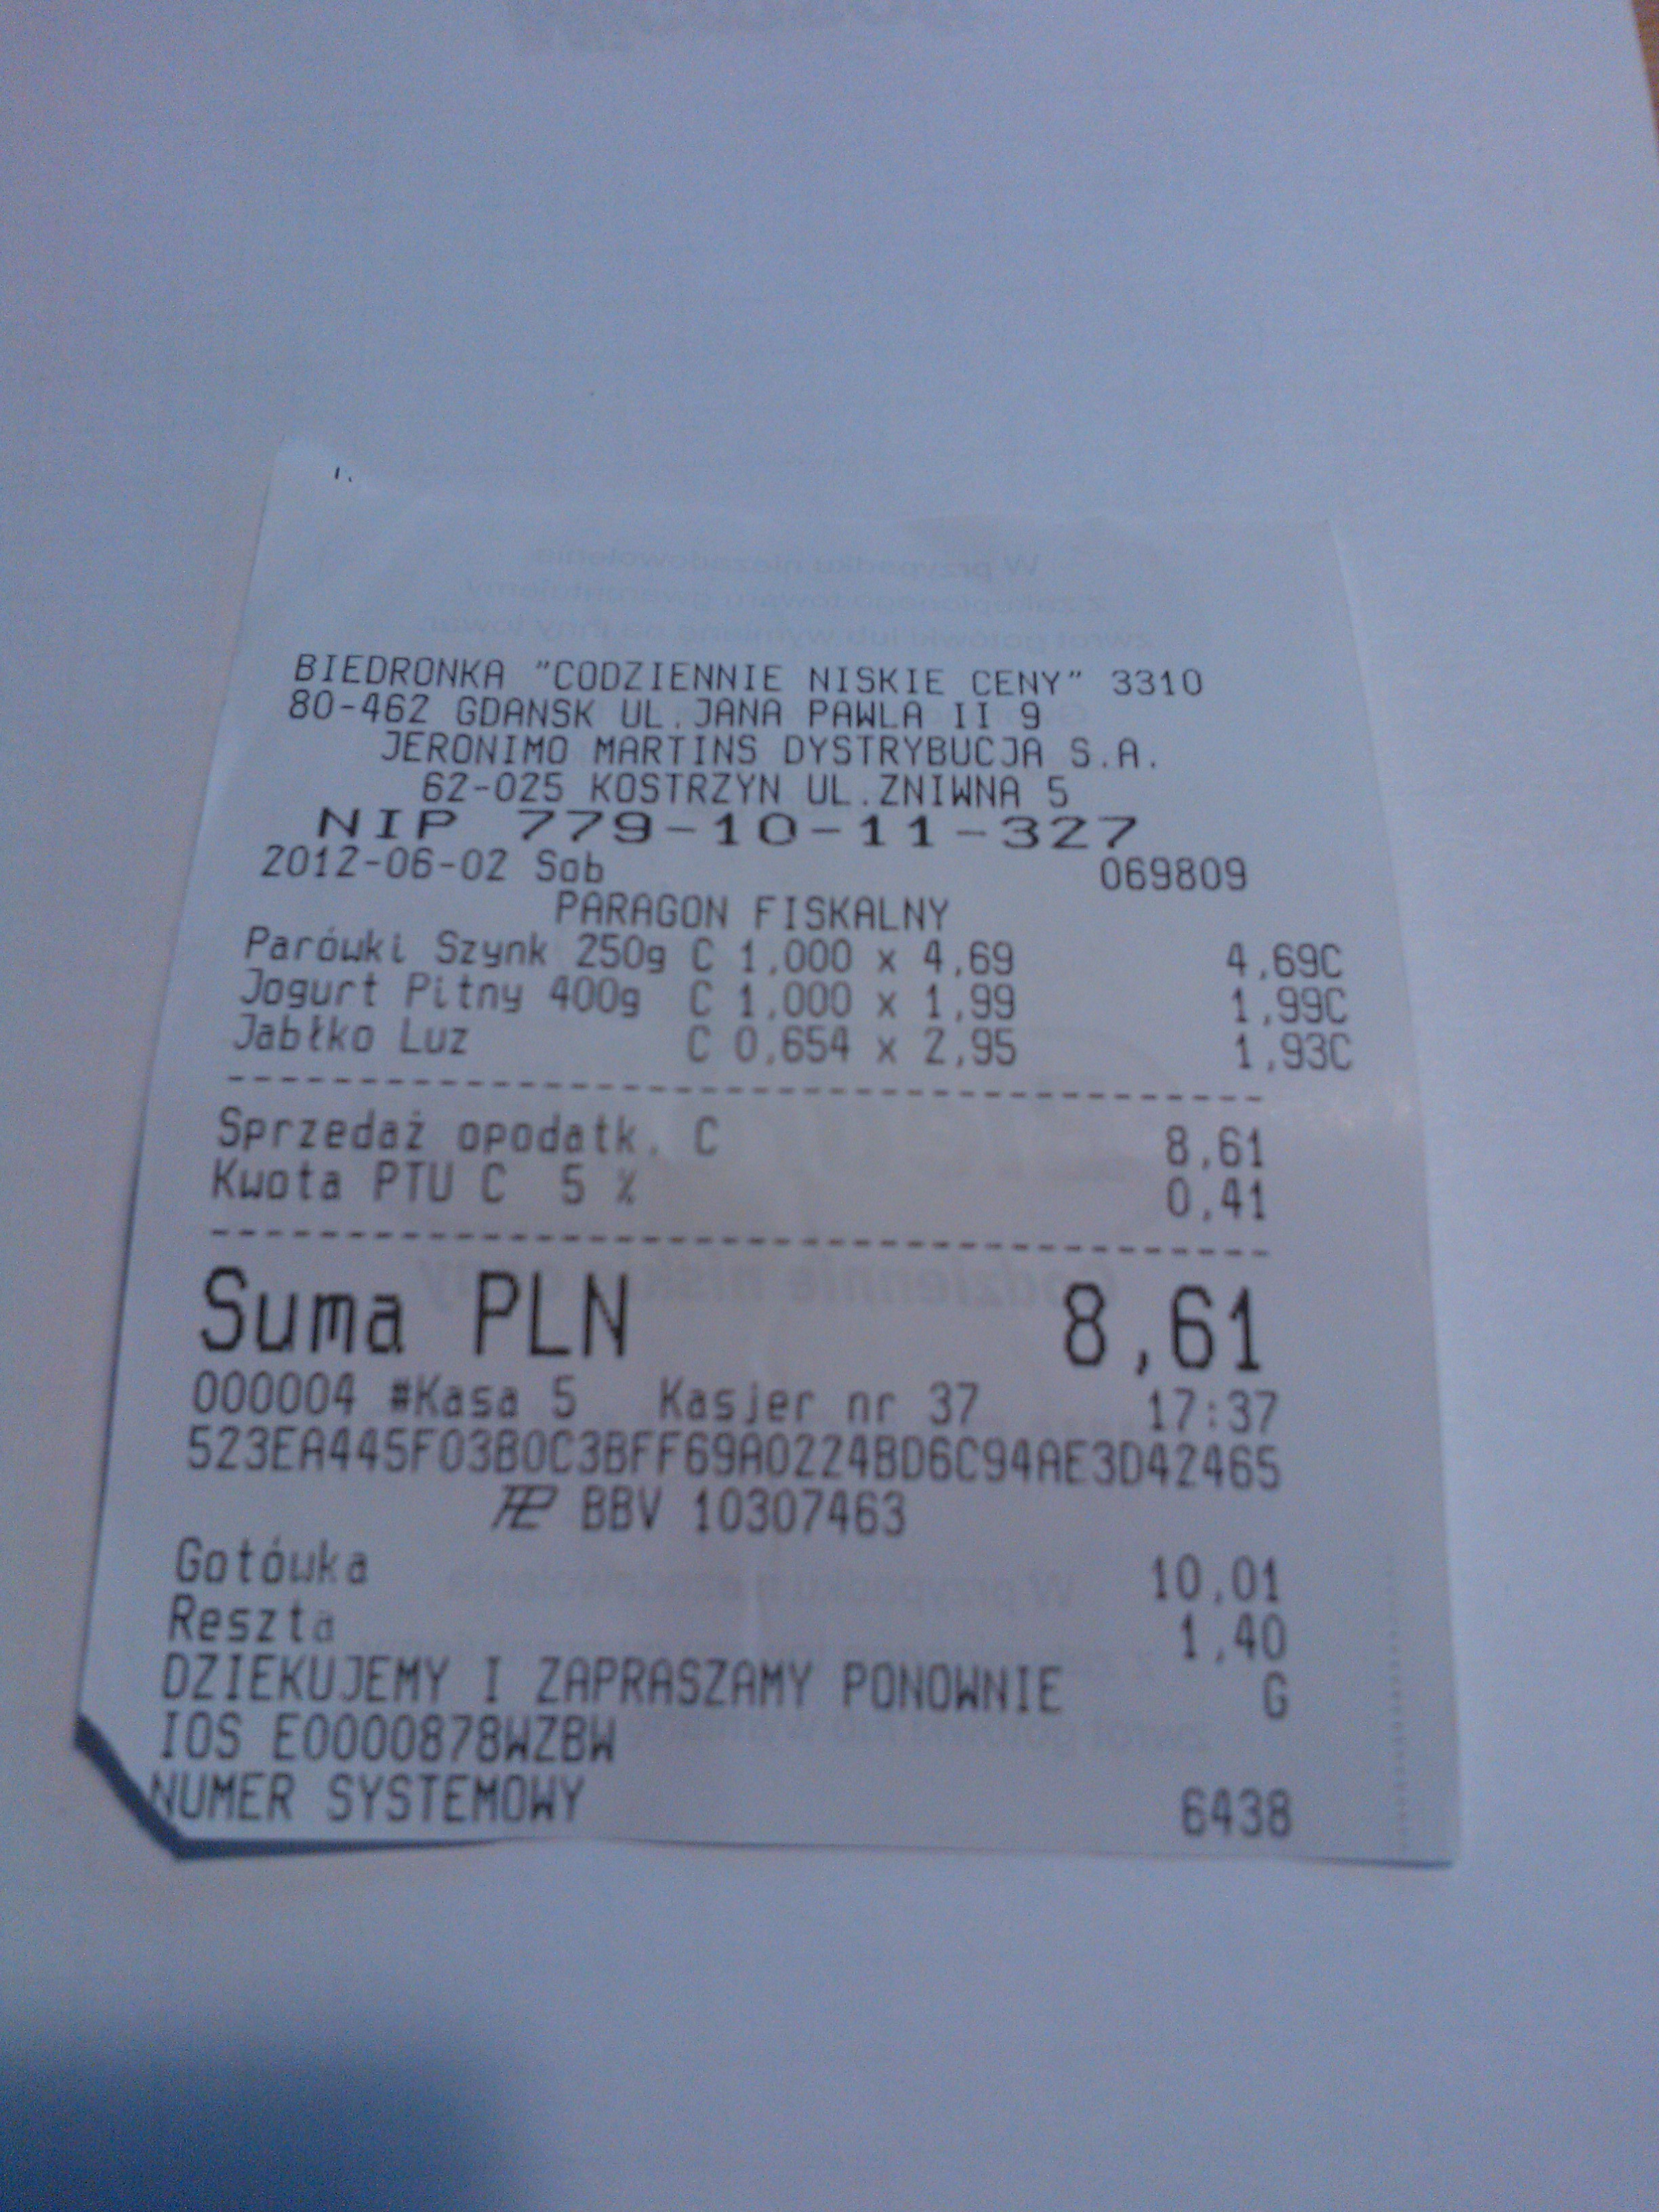 BIEDRONKA "CODZIENNIE NISKIE CENY" 3310
80-462 GDANSK UL.JANA PAWLA II 9
JERONIMO MARTINS DYSTRYBUCJA S.A.
62-025 KOSTRZYN UL.ZNIWNA 5
NIP 779-10-11-327
2012-06-02 Sob 069809
PARAGON FISKALNY
Parówki Szynk 250g C 1,000 x 4,69 4,69C
Jogurt Pitny 400g C 1,000 x 1,99 1,99C
Jabłko Luz C 0,654 x 2,95 1,93C
Sprzedaż opodatk. C 8,61
Kwota PTU C 5 % 0,41
Suma PLN 8,61
000004 #Kasa 5 Kasjer nr 37 17:37
523EA445F03B0C3BFF69A0224BD6C94AE3D42465
BBV 10307463
Gotówka 10,01
Reszta 1,40
DZIEKUJEMY I ZAPRASZAMY PONOWNIE G
IOS E0000878WZBW
NUMER SYSTEMOWY 6438